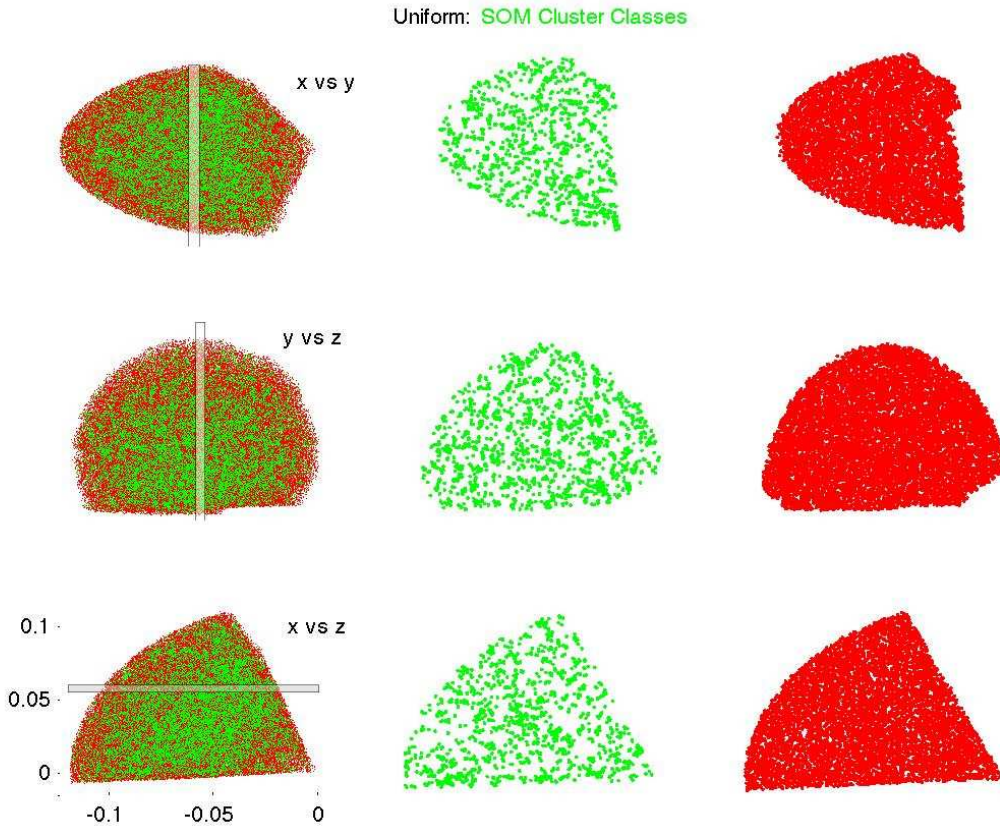 Uniform: SOM Cluster Classes
x vs y
y vs z
x vs z
0.1
0.05
0
-0.1 -0.05 0